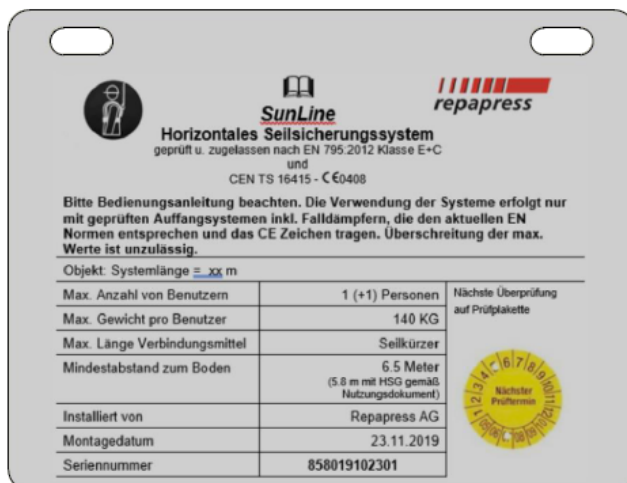 repapress
SunLine
Horizontales Seilsicherungssystem
geprüft u. zugelassen nach EN 795:2012 Klasse E+C
und
CEN TS 16415 - CE0408
Bitte Bedienungsanleitung beachten. Die Verwendung der Systeme erfolgt nur
mit geprüften Auffangsystemen inkl. Falldämpfern, die den aktuellen EN
Normen entsprechen und das CE Zeichen tragen. Überschreitung der max.
Werte ist unzulässig.
Objekt: Systemlänge = xx m
Max. Anzahl von Benutzern 1 (+1) Personen
Nächste Überprüfung
auf Prüfplakette
Max. Gewicht pro Benutzer 140 KG
Max. Länge Verbindungsmittel Seilkürzer
Mindestabstand zum Boden 6.5 Meter
(5.8 m mit HSG gemäß
Nutzungsdokument)
Nächster
Prüftermin
Installiert von Repapress AG
Montagedatum 23.11.2019
Seriennummer 858019102301